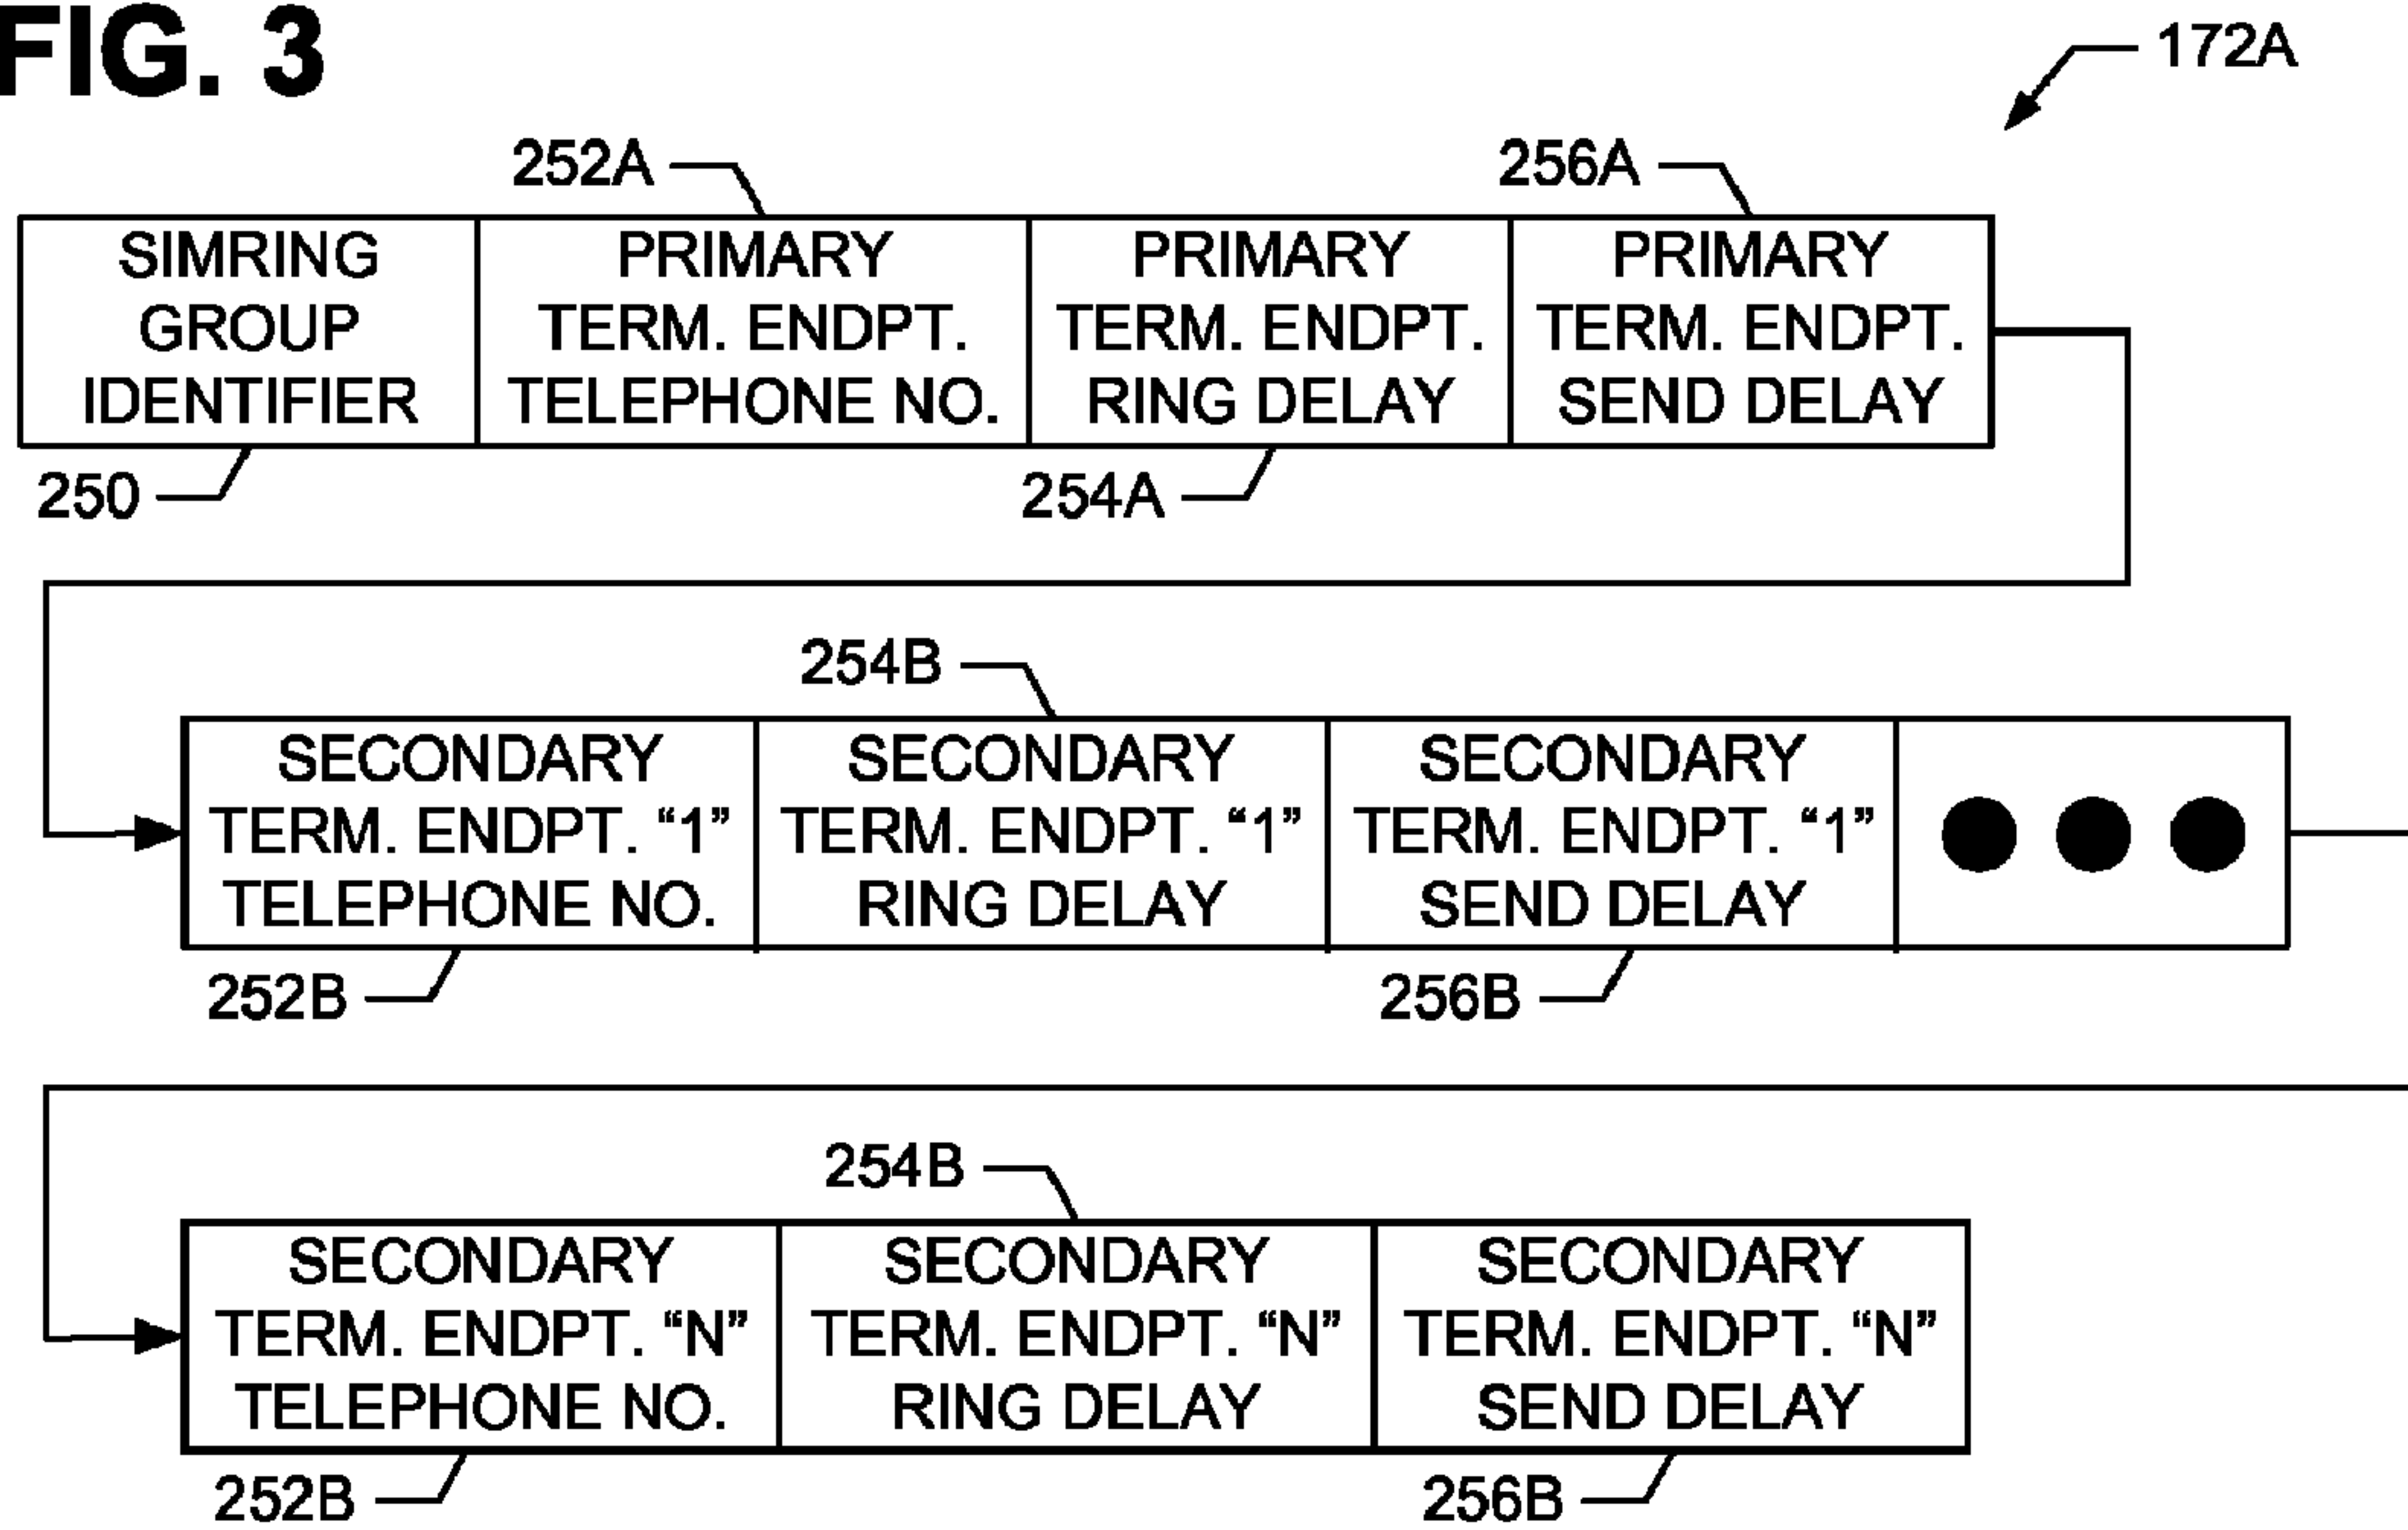 FIG. 3
172A
252A
256A
SIMRING
GROUP
IDENTIFIER
PRIMARY
TERM. ENDPT.
TELEPHONE NO.
PRIMARY
TERM. ENDPT.
RING DELAY
PRIMARY
TERM. ENDPT.
SEND DELAY
250
254A
254B
SECONDARY
TERM. ENDPT. “1”
TELEPHONE NO.
SECONDARY
TERM. ENDPT. “1”
RING DELAY
SECONDARY
TERM. ENDPT. “1”
SEND DELAY
252B
256B
254B
SECONDARY
TERM. ENDPT. “N”
TELEPHONE NO.
SECONDARY
TERM. ENDPT. “N”
RING DELAY
SECONDARY
TERM. ENDPT. “N”
SEND DELAY
252B
256B